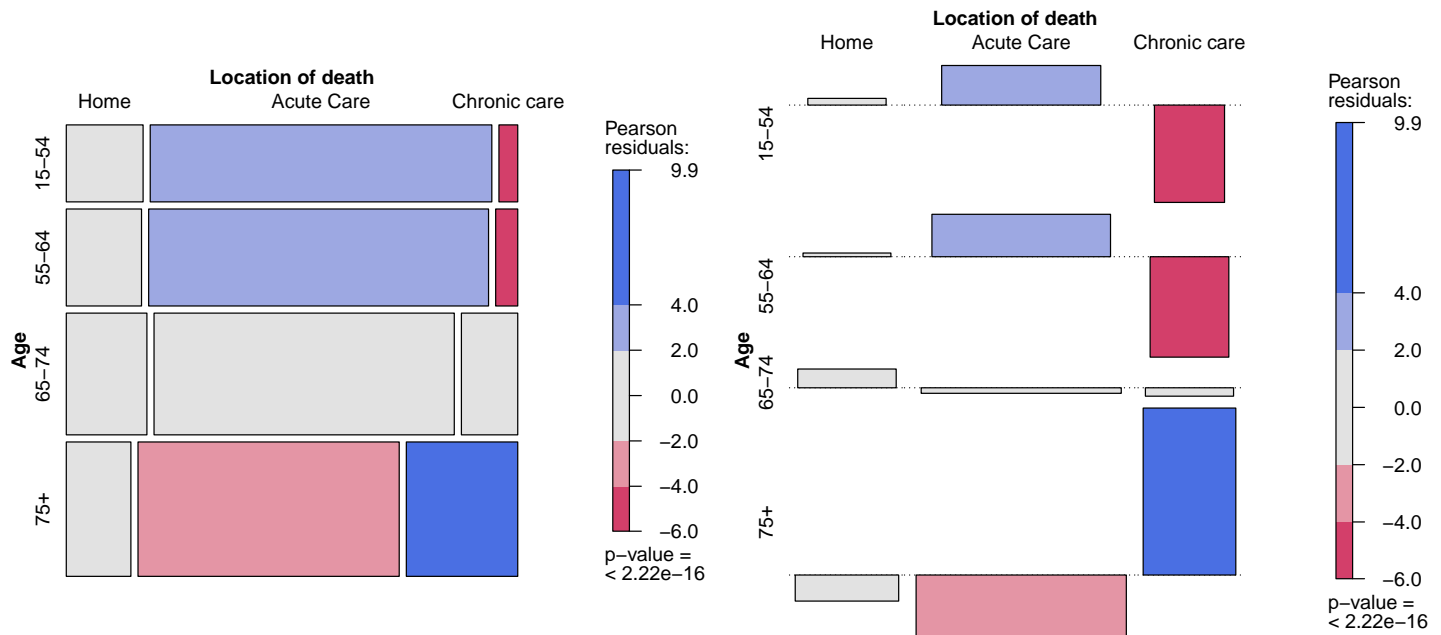 Location of death
Home Acute Care Chronic care
Age
15−54
55−64
65−74
75+
Pearson
residuals:
9.9
4.0
2.0
0.0
−2.0
−4.0
−6.0
p−value =
< 2.22e−16
Location of death
Home Acute Care Chronic care
Age
15−54
55−64
65−74
75+
Pearson
residuals:
9.9
4.0
2.0
0.0
−2.0
−4.0
−6.0
p−value =
< 2.22e−16